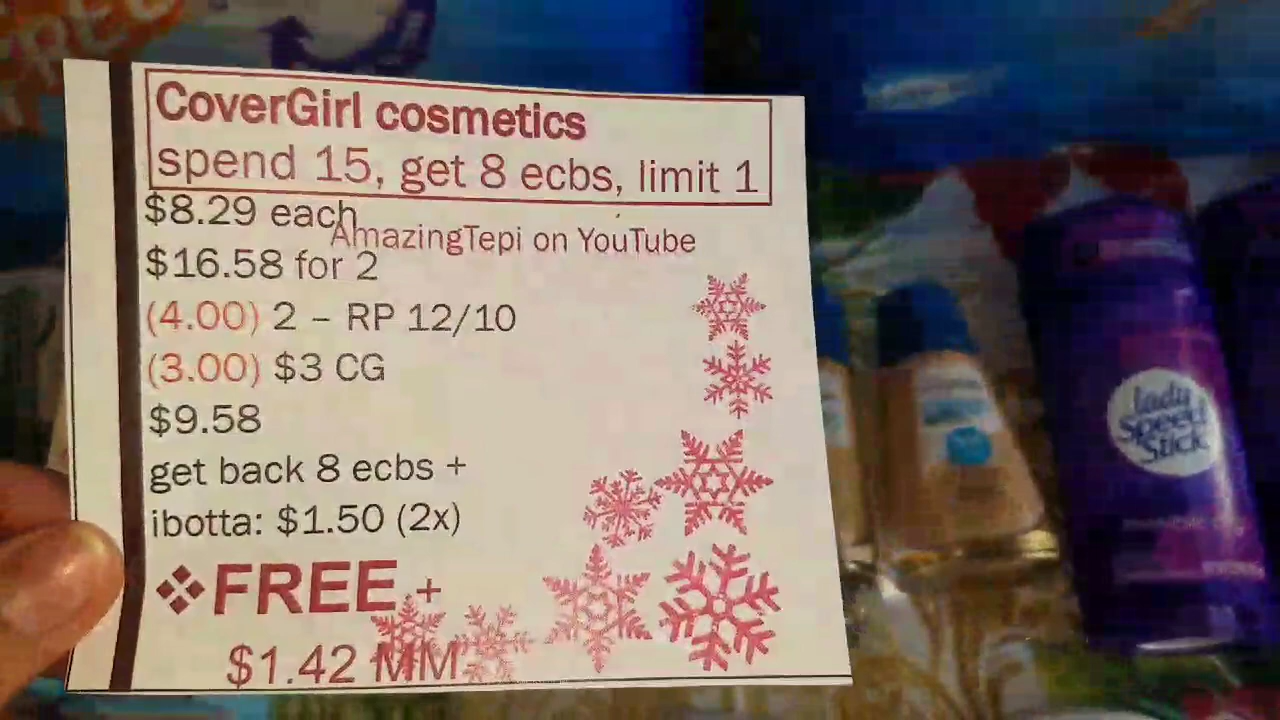 CoverGirl cosmetics
spend 15, get 8 ecbs, limit 1
$8.29 each
AmazingTepi on YouTube
$16.58 for 2
(4.00) 2 – RP 12/10
(3.00) $3 CG
$9.58
get back 8 ecbs +
ibotta: $1.50 (2x)
❖FREE +
$1.42 MM
lady
Speed
Stick